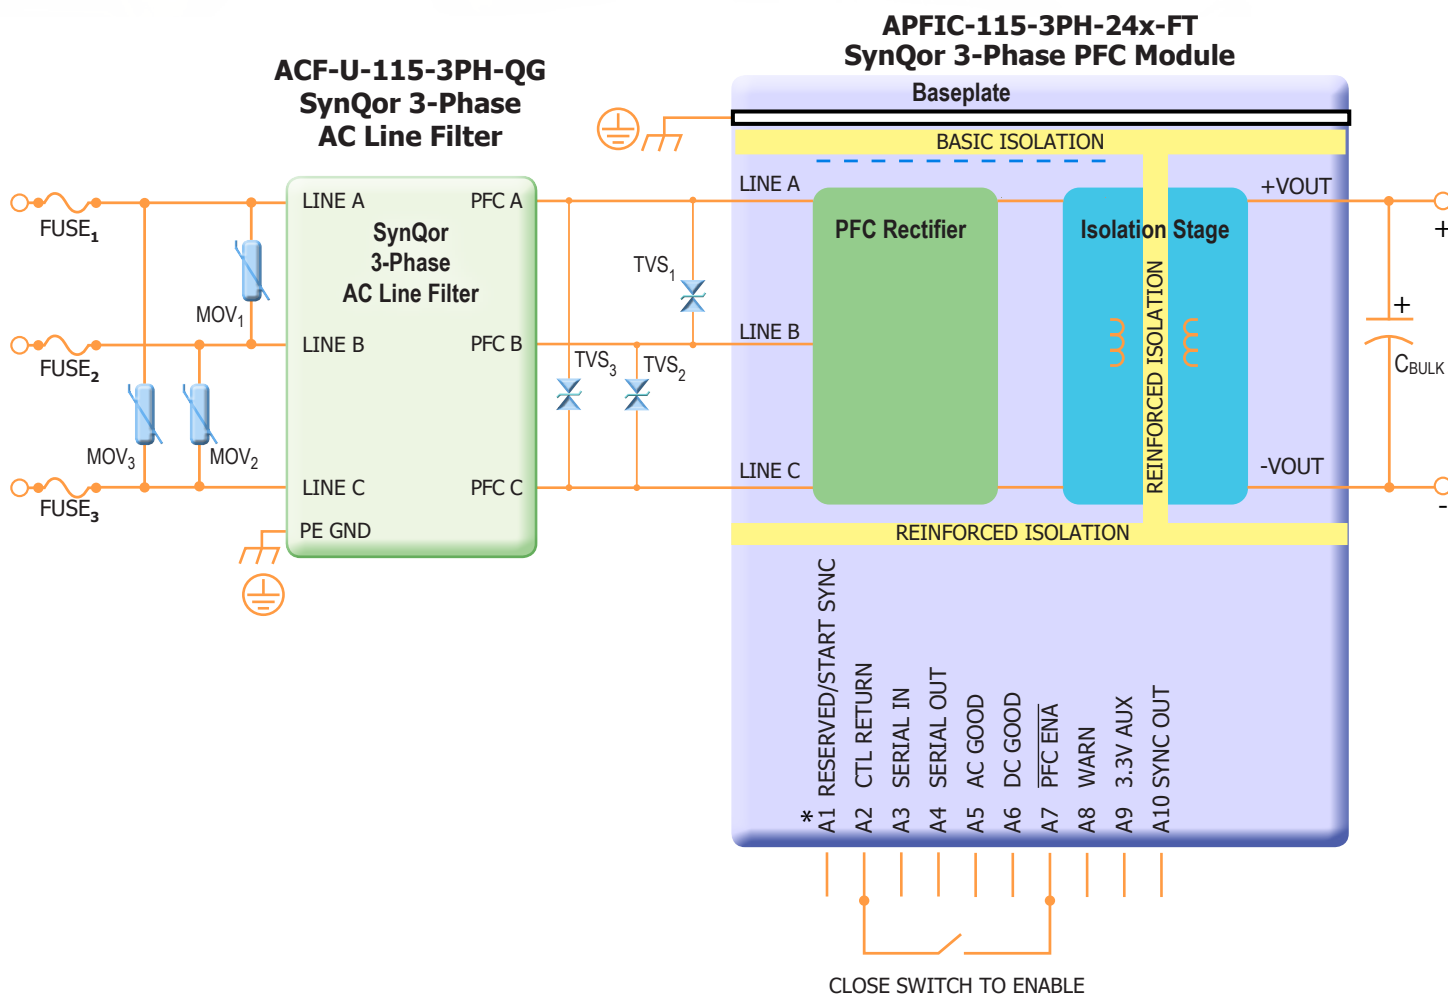 APFIC-115-3PH-24x-FT
SynQor 3-Phase PFC Module
ACF-U-115-3PH-QG
SynQor 3-Phase
AC Line Filter
Baseplate
BASIC ISOLATION
LINE A
PFC A
LINE A
+VOUT
FUSE1
SynQor
3-Phase
AC Line Filter
PFC Rectifier
Isolation Stage
+
TVS1
MOV1
REINFORCED ISOLATION
+
LINE B
PFC B
LINE B
FUSE2
TVS3
TVS2
CBULK
MOV3
MOV2
LINE C
PFC C
LINE C
-VOUT
FUSE3
-
PE GND
REINFORCED ISOLATION
* A1 RESERVED/START SYNC
A2 CTL RETURN
A3 SERIAL IN
A4 SERIAL OUT
A5 AC GOOD
A6 DC GOOD
A7 PFC ENA
A8 WARN
A9 3.3V AUX
A10 SYNC OUT
CLOSE SWITCH TO ENABLE